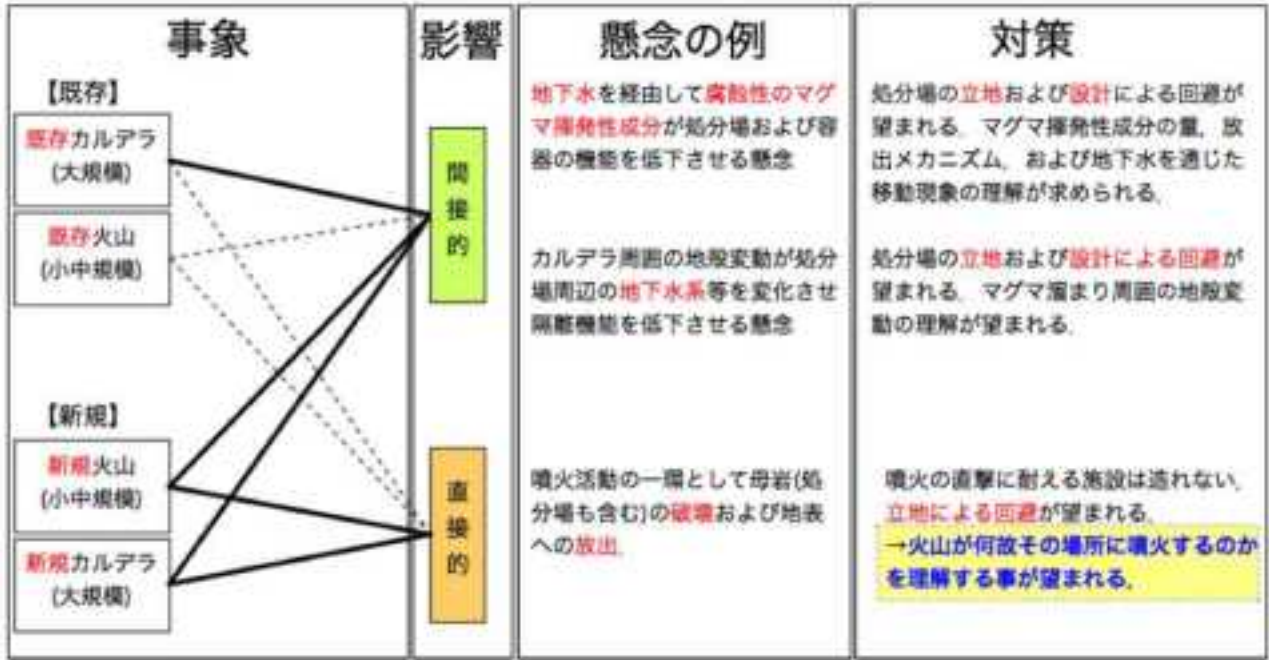 事象
【既存】
既存カルデラ
(大規模)
既存火山
(小中規模)
【新規】
新規火山
(小中規模)
新規カルデラ
(大規模)
影響
間接的
直接的
懸念の例
地下水を経由して腐蝕性のマグ
マ揮発性成分が処分場および容
器の機能を低下させる懸念
カルデラ周囲の地殻変動が処分
場周辺の地下水系等を変化させ
隔離機能を低下させる懸念
噴火活動の一環として母岩(処
分場も含む)の破壊および地表
への放出.
対策
処分場の立地および設計による回避が
望まれる. マグマ揮発性成分の量, 放
出メカニズム, および地下水を通じた
移動現象の理解が求められる.
処分場の立地および設計による回避が
望まれる. マグマ溜まり周囲の地殻変
動の理解が望まれる.
噴火の直撃に耐える施設は造れない.
立地による回避が望まれる.
→火山が何故その場所に噴火するのか
を理解する事が望まれる.